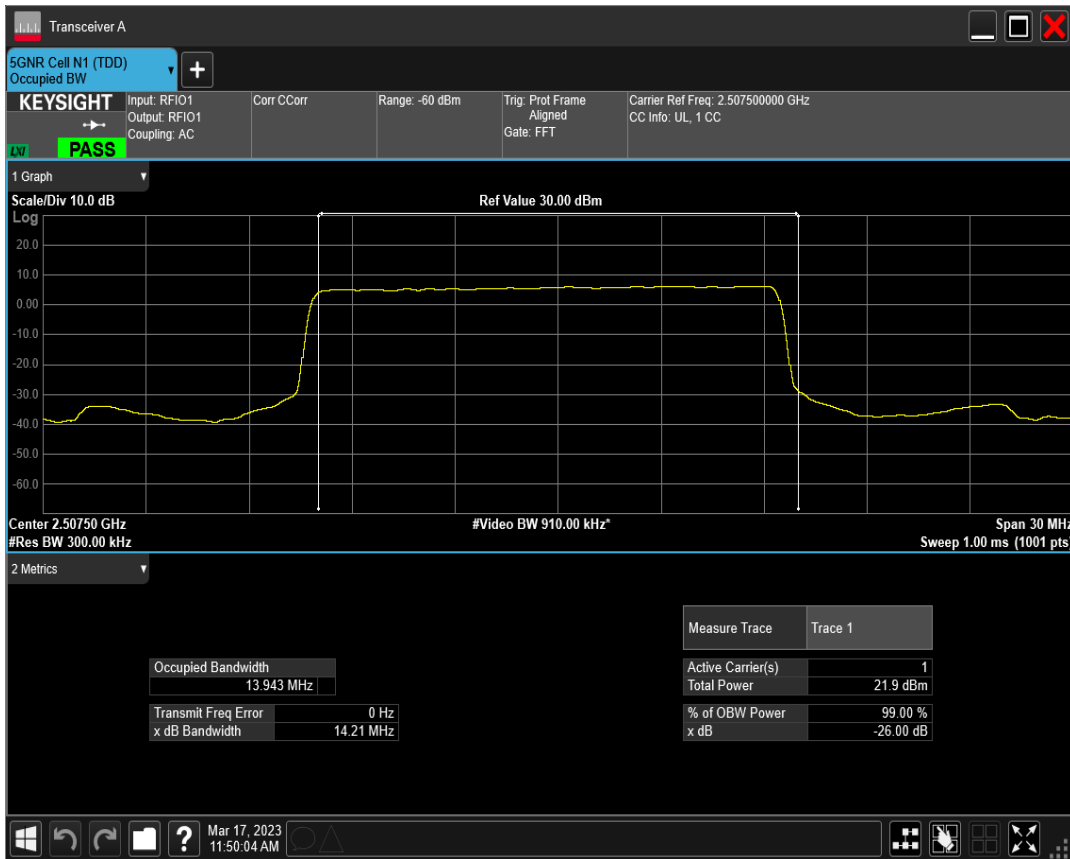 Transceiver A
5GNR Cell N1 (TDD)
Occupied BW
+
KEYSIGHT
LXI
PASS
Input: RFIO1
Output: RFIO1
Coupling: AC
Corr CCorr
Range: -60 dBm
Trig: Prot Frame
Aligned
Gate: FFT
Carrier Ref Freq: 2.507500000 GHz
CC Info: UL, 1 CC
1 Graph
Scale/Div 10.0 dB
Ref Value 30.00 dBm
Log
20.0
10.0
0.00
-10.0
-20.0
-30.0
-40.0
-50.0
-60.0
Center 2.50750 GHz
#Video BW 910.00 kHz*
Span 30 MHz
#Res BW 300.00 kHz
Sweep 1.00 ms (1001 pts)
2 Metrics
Measure Trace Trace 1
Occupied Bandwidth
13.943 MHz
Active Carrier(s) 1
Total Power 21.9 dBm
Transmit Freq Error 0 Hz
x dB Bandwidth 14.21 MHz
% of OBW Power 99.00 %
x dB -26.00 dB
?
Mar 17, 2023
11:50:04 AM